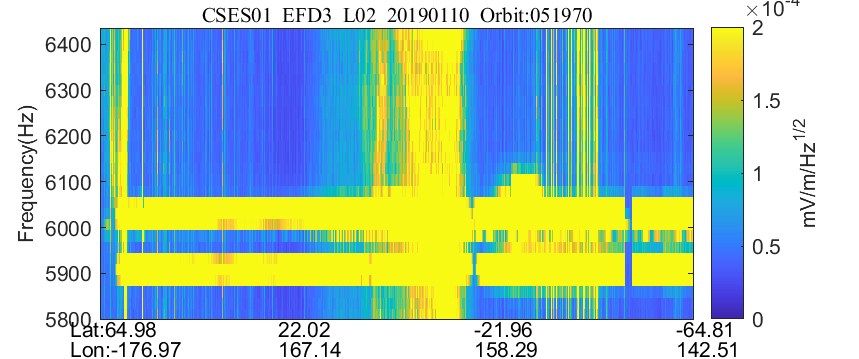 CSES01 EFD3 L02 20190110 Orbit:051970
×10⁻⁴
6400
6300
6200
6100
6000
5900
5800
Frequency(Hz)
2
1.5
1
0.5
0
mV/m/Hz^1/2
Lat:64.98 22.02 -21.96 -64.81
Lon:-176.97 167.14 158.29 142.51